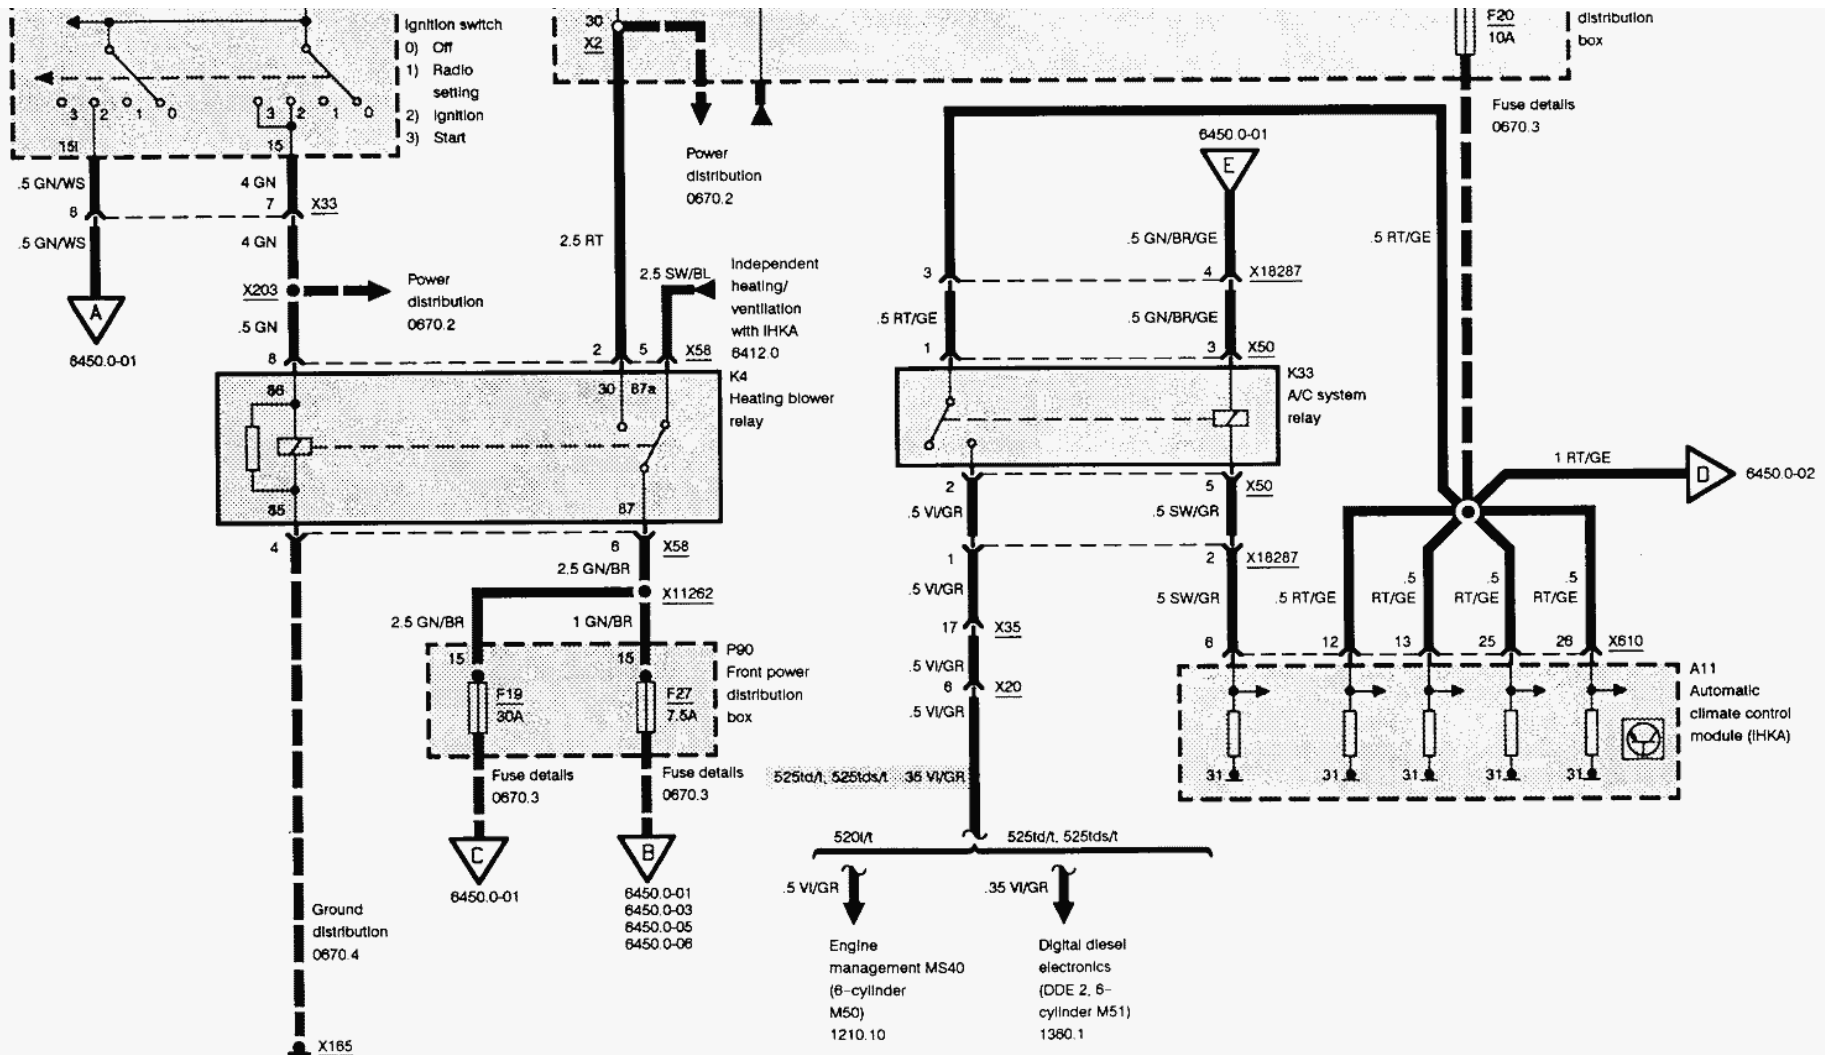 Ignition switch
0) Off
1) Radio
setting
2) Ignition
3) Start
3 2 1 0
3 2 1 0
15I
15
.5 GN/WS
4 GN
8
7
X33
.5 GN/WS
4 GN
X203
Power
distribution
0670.2
.5 GN
A
6450.0-01
30
X2
Power
distribution
0670.2
2.5 RT
2.5 SW/BL
Independent
heating/
ventilation
with IHKA
6412.0
8
2
5
X58
K4
Heating blower
relay
86
30
87a
85
87
4
6
X58
2.5 GN/BR
X11262
2.5 GN/BR
1 GN/BR
P90
Front power
distribution
box
15
15
F19
30A
F27
7.5A
Fuse details
0670.3
Fuse details
0670.3
C
6450.0-01
B
6450.0-01
6450.0-03
6450.0-05
6450.0-06
Ground
distribution
0670.4
X165
F20
10A
distribution
box
Fuse details
0670.3
6450.0-01
E
.5 GN/BR/GE
.5 RT/GE
3
4
X18287
.5 RT/GE
.5 GN/BR/GE
1
3
X50
K33
A/C system
relay
2
5
X50
.5 VI/GR
.5 SW/GR
1
2
X18287
.5 VI/GR
.5 SW/GR
17
X35
.5 VI/GR
6
X20
.5 VI/GR
525td/t, 525tds/t .35 VI/GR
520i/t
525td/t, 525tds/t
.5 VI/GR
.35 VI/GR
Engine
management MS40
(6-cylinder
M50)
1210.10
Digital diesel
electronics
(DDE 2, 6-
cylinder M51)
1360.1
1 RT/GE
D
6450.0-02
.5 RT/GE
.5
RT/GE
.5
RT/GE
.5
RT/GE
6
12
13
25
26
X610
A11
Automatic
climate control
module (IHKA)
31
31
31
31
31